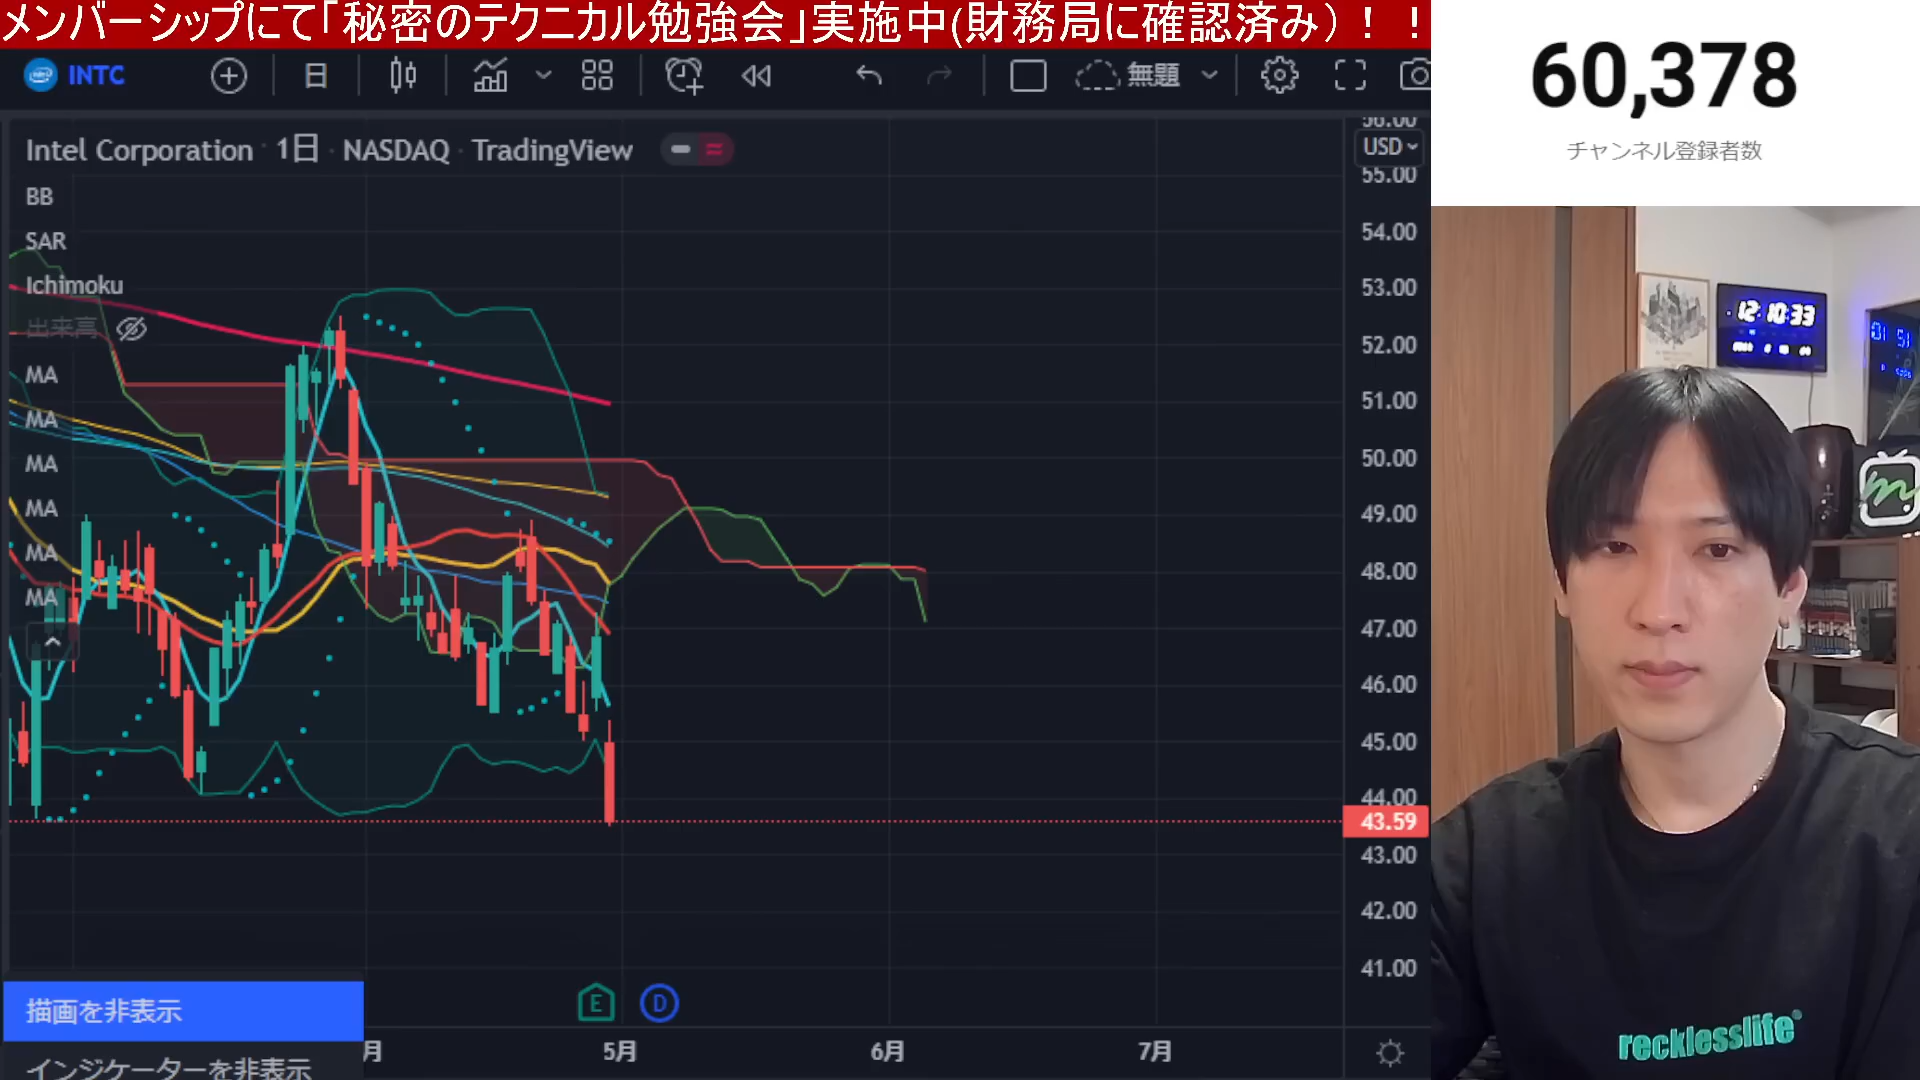 メンバーシップにて「秘密のテクニカル勉強会」実施中(財務局に確認済み）！！
INTC
日
無題
60,378
チャンネル登録者数
Intel Corporation · 1日 · NASDAQ · TradingView
BB
SAR
Ichimoku
出来高
MA
MA
MA
MA
MA
MA
56.00
USD
55.00
54.00
53.00
52.00
51.00
50.00
49.00
48.00
47.00
46.00
45.00
44.00
43.59
43.00
42.00
41.00
E
D
描画を非表示
インジケーターを非表示
月
5月
6月
7月
12:10:33
recklesslife